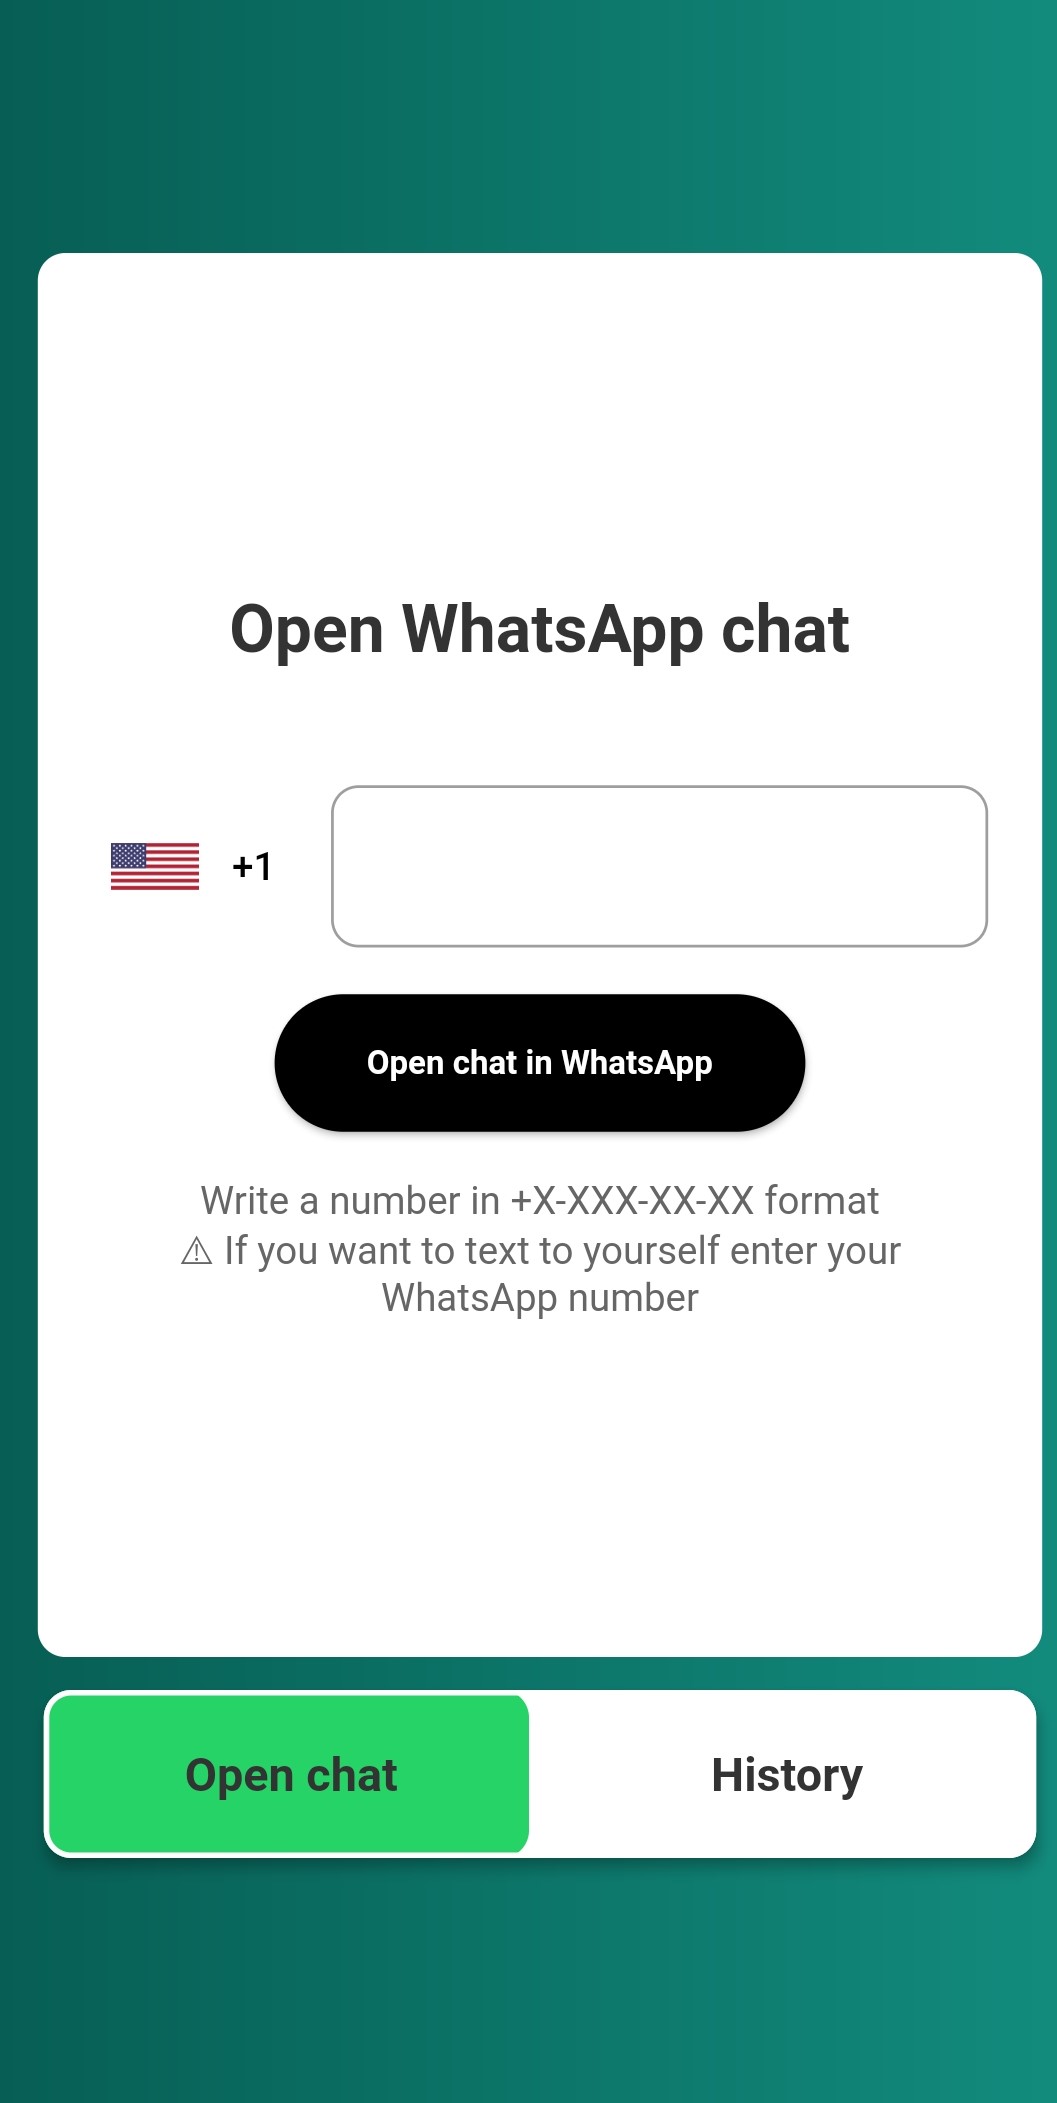 Open WhatsApp chat
+1
Open chat in WhatsApp
Write a number in +X-XXX-XX-XX format
⚠ If you want to text to yourself enter your
WhatsApp number
Open chat
History